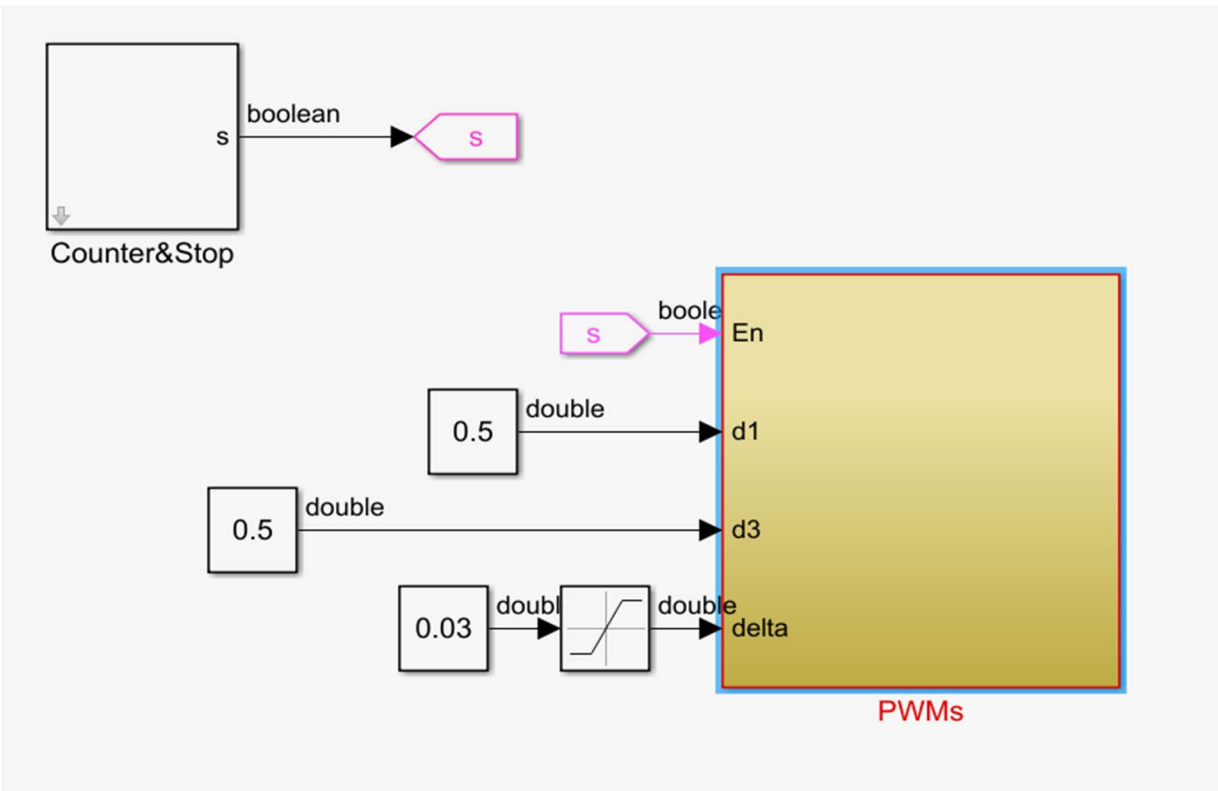 boolean
s
s
Counter&Stop
boole
s
En
double
0.5
d1
double
0.5
d3
doubl
double
0.03
delta
PWMs